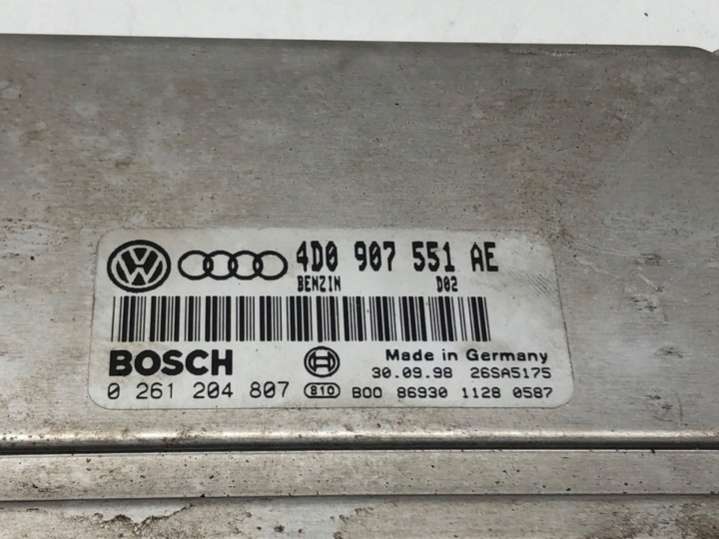 4D0 907 551 AE
BENZIN D02
BOSCH Made in Germany
30.09.98 26SA5175
0 261 204 807 810 B00 86930 1128 0587